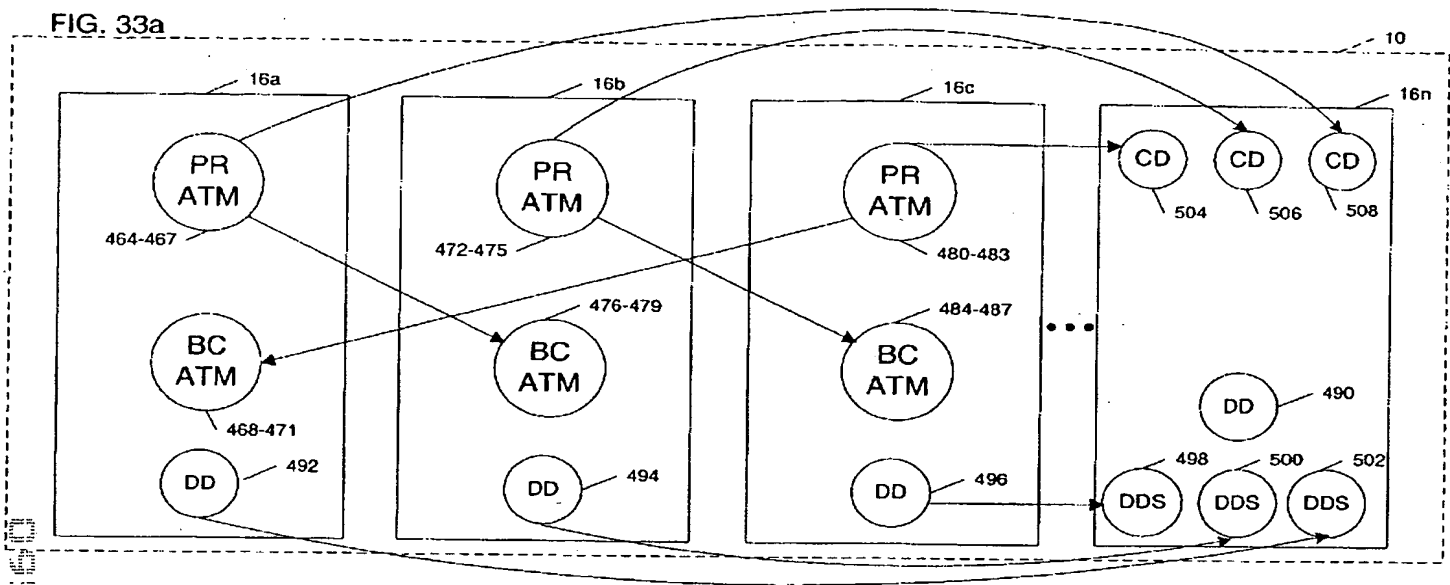 FIG. 33a
10
16a
16b
16c
16n
PR
ATM
464-467
PR
ATM
472-475
PR
ATM
480-483
CD
CD
CD
504
506
508
BC
ATM
468-471
476-479
BC
ATM
484-487
BC
ATM
DD
490
DD
492
DD
494
DD
496
498
500
502
DDS
DDS
DDS